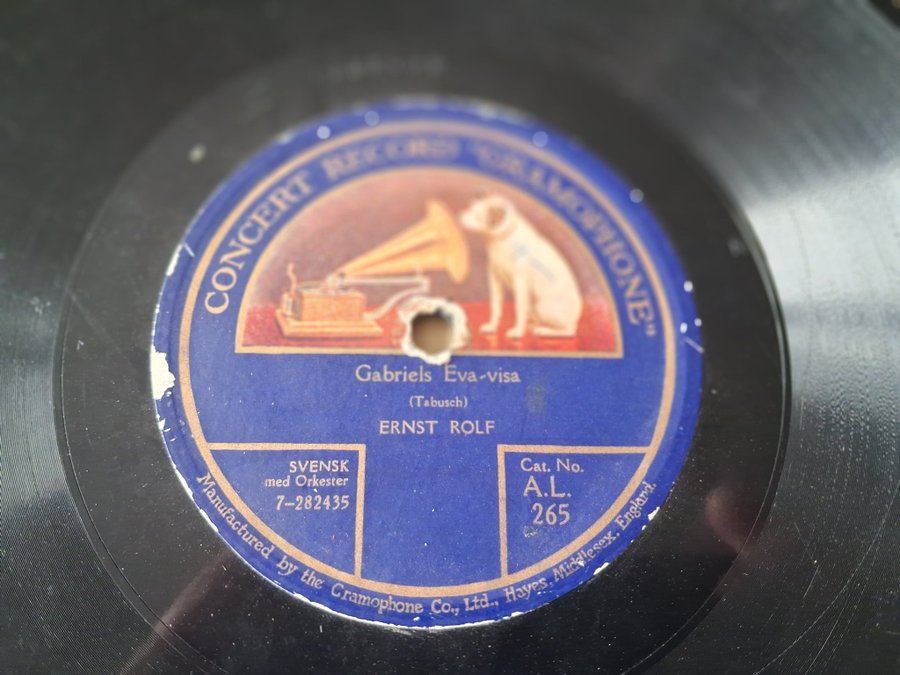 CONCERT RECORD "GRAMOPHONE"
Gabriels Eva-visa
(Tabusch)
ERNST ROLF
SVENSK
med Orkester
7-282435
Cat. No.
A.L.
265
Manufactured by the Gramophone Co., Ltd., Hayes, Middlesex, England.